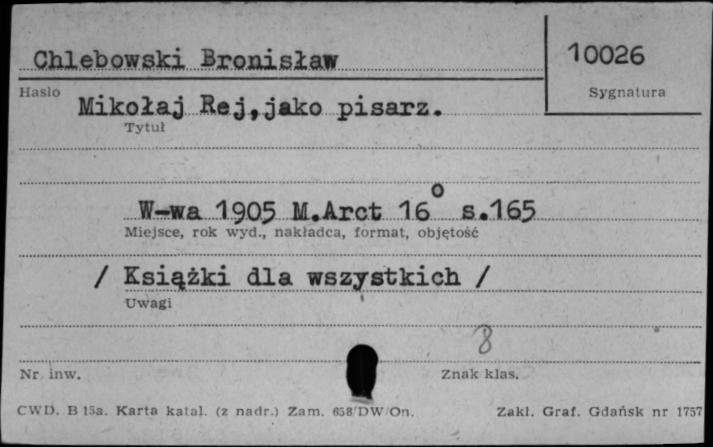 Chlebowski Bronisław
10026
Hasło
Sygnatura
Mikołaj Rej,jako pisarz.
Tytuł
W-wa 1905 M.Arct 16° s.165
Miejsce, rok wyd., nakładca, format, objętość
/ Książki dla wszystkich /
Uwagi
8
Nr inw.
Znak klas.
CWD. B 15a. Karta katal. (z nadr.) Zam. 658/DW/On.
Zakł. Graf. Gdańsk nr 1757